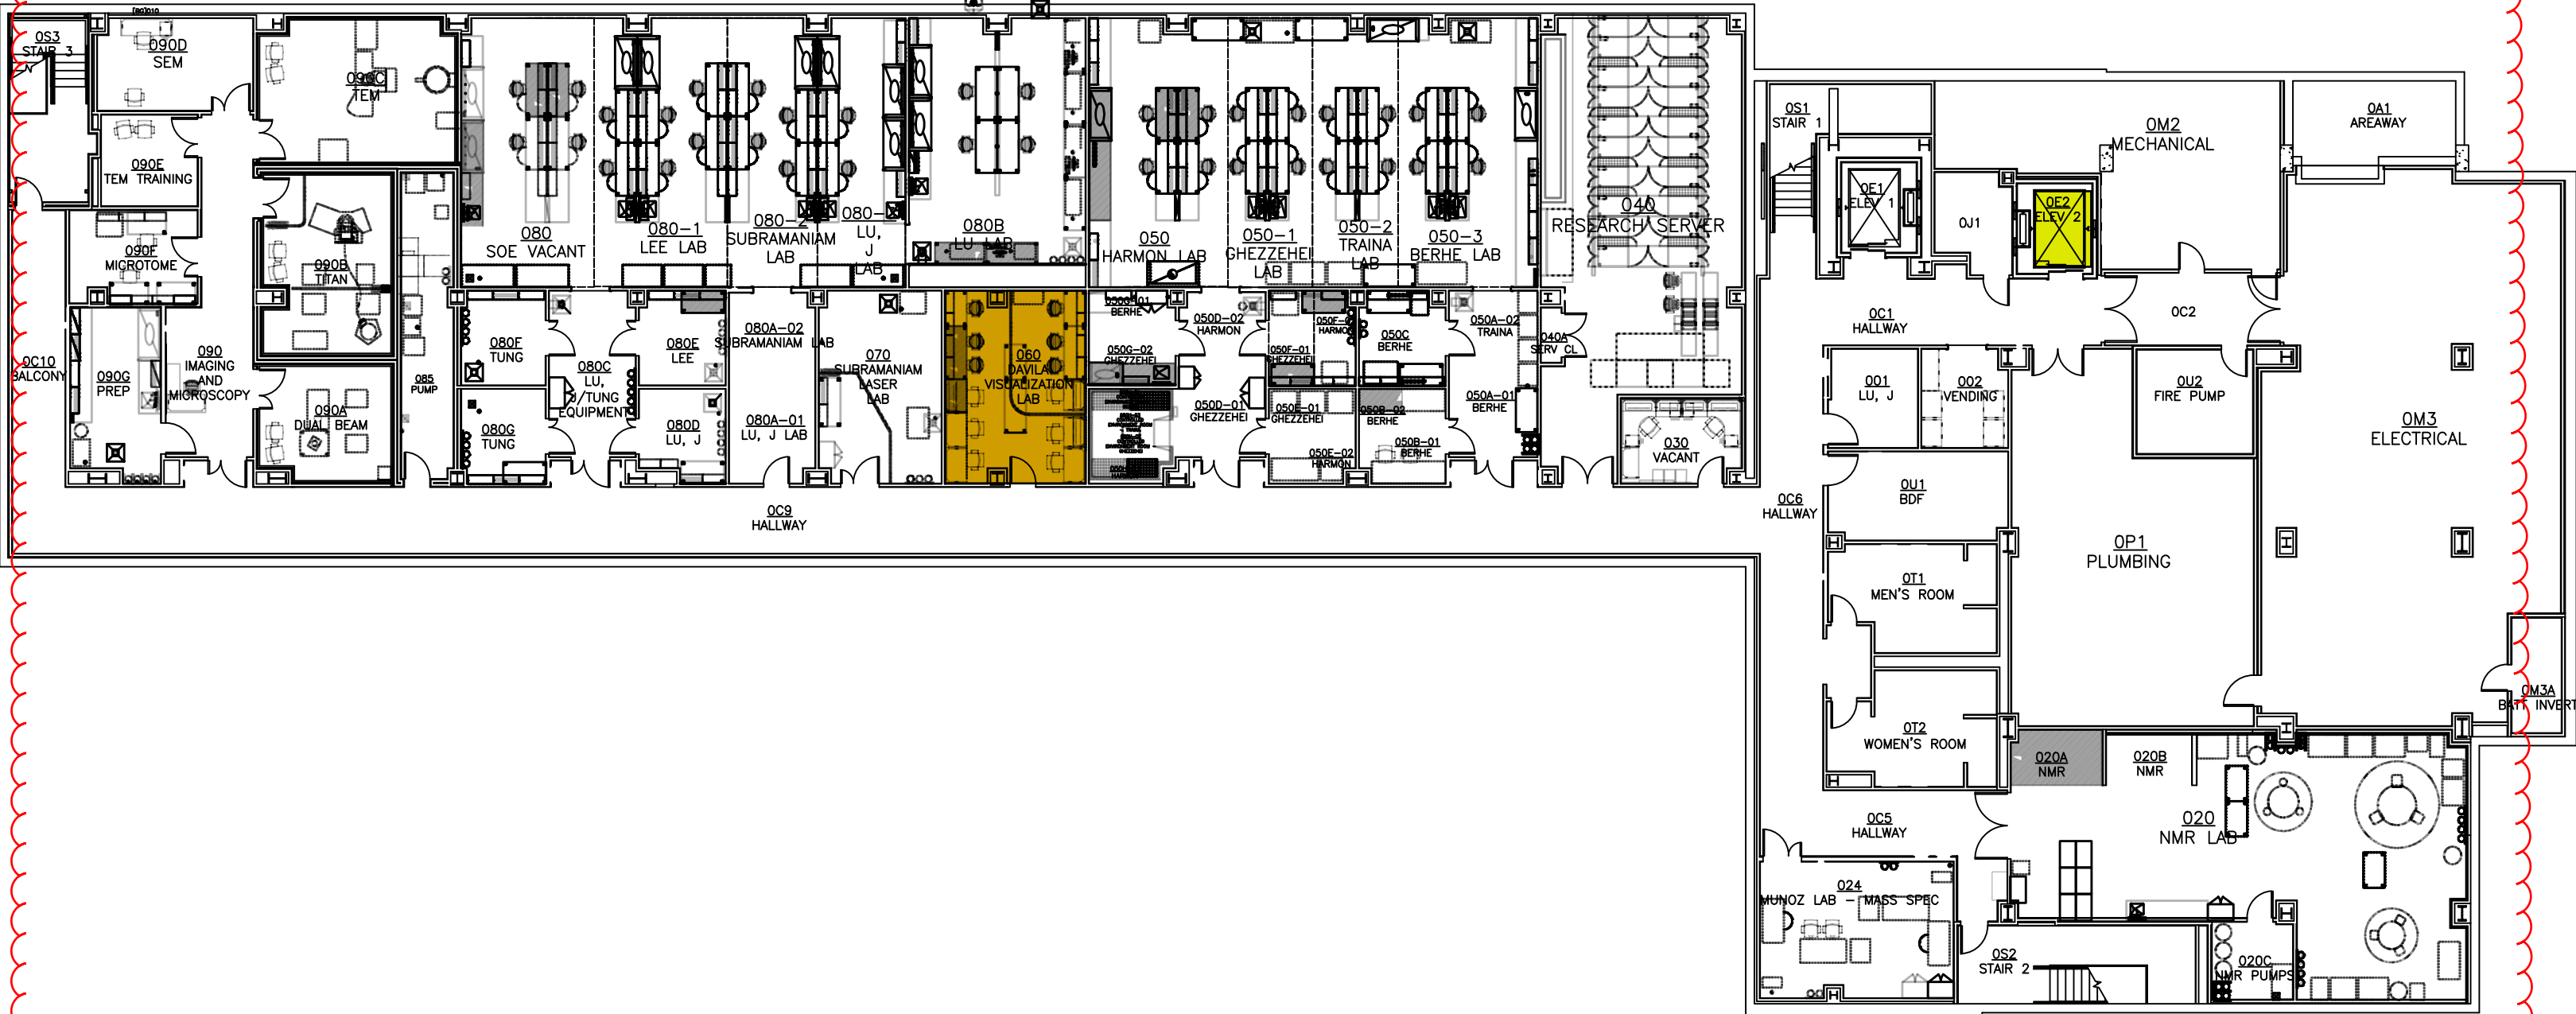 0S3
STAIR 3
090D
SEM
090C
TEM
090E
TEM TRAINING
090F
MICROTOME
090B
TITAN
0C10
BALCONY
090G
PREP
090
IMAGING
AND
MICROSCOPY
090A
DUAL BEAM
085
PUMP
080
SOE VACANT
080-1
LEE LAB
080-2
SUBRAMANIAM
LAB
LU,
J
LAB
080B
LU LAB
080F
TUNG
080G
TUNG
080C
LU,
J/TUNG
EQUIPMENT
080E
LEE
080D
LU, J
080A-02
SUBRAMANIAM LAB
080A-01
LU, J LAB
070
SUBRAMANIAM
LASER
LAB
060
DAVILA
VISUALIZATION
LAB
0C9
HALLWAY
050
HARMON LAB
050-1
GHEZZEHEI
LAB
050-2
TRAINA
LAB
050-3
BERHE LAB
040
RESEARCH SERVER
050G-01
BERHE
050G-02
GHEZZEHEI
050D-02
HARMON
050D-01
GHEZZEHEI
HARMON
050F-01
GHEZZEHEI
050E-01
GHEZZEHEI
050E-02
HARMON
050C
BERHE
050B-02
BERHE
050B-01
BERHE
050A-02
TRAINA
050A-01
BERHE
040A
SERV CL
030
VACANT
0S1
STAIR 1
0E1
ELEV 1
0J1
0E2
ELEV 2
0M2
MECHANICAL
0A1
AREAWAY
0C1
HALLWAY
0C2
001
LU, J
002
VENDING
0U2
FIRE PUMP
0M3
ELECTRICAL
0C6
HALLWAY
0U1
BDF
0P1
PLUMBING
0T1
MEN'S ROOM
0T2
WOMEN'S ROOM
0M3A
BATT INVERT
020A
NMR
020B
NMR
020
NMR LAB
0C5
HALLWAY
024
MUNOZ LAB - MASS SPEC
0S2
STAIR 2
020C
NMR PUMPS